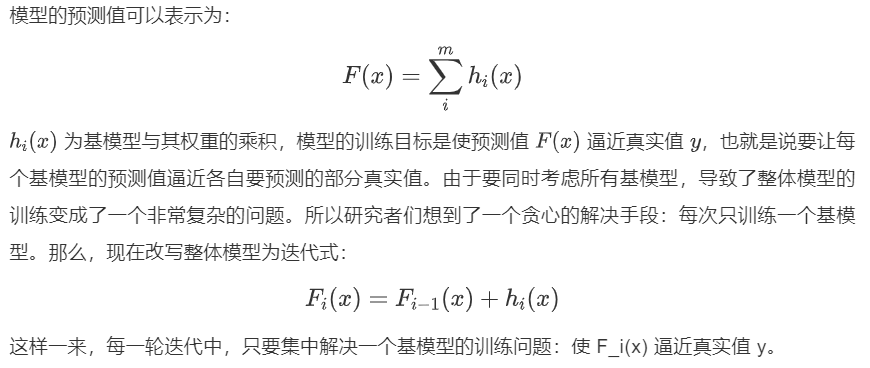 模型的预测值可以表示为：
F(x) = ∑_{i}^{m} h_i(x)
h_i(x) 为基模型与其权重的乘积，模型的训练目标是使预测值 F(x) 逼近真实值 y，也就是说要让每
个基模型的预测值逼近各自要预测的部分真实值。由于要同时考虑所有基模型，导致了整体模型的
训练变成了一个非常复杂的问题。所以研究者们想到了一个贪心的解决手段：每次只训练一个基模
型。那么，现在改写整体模型为迭代式：
F_i(x) = F_{i−1}(x) + h_i(x)
这样一来，每一轮迭代中，只要集中解决一个基模型的训练问题：使 F_i(x) 逼近真实值 y。